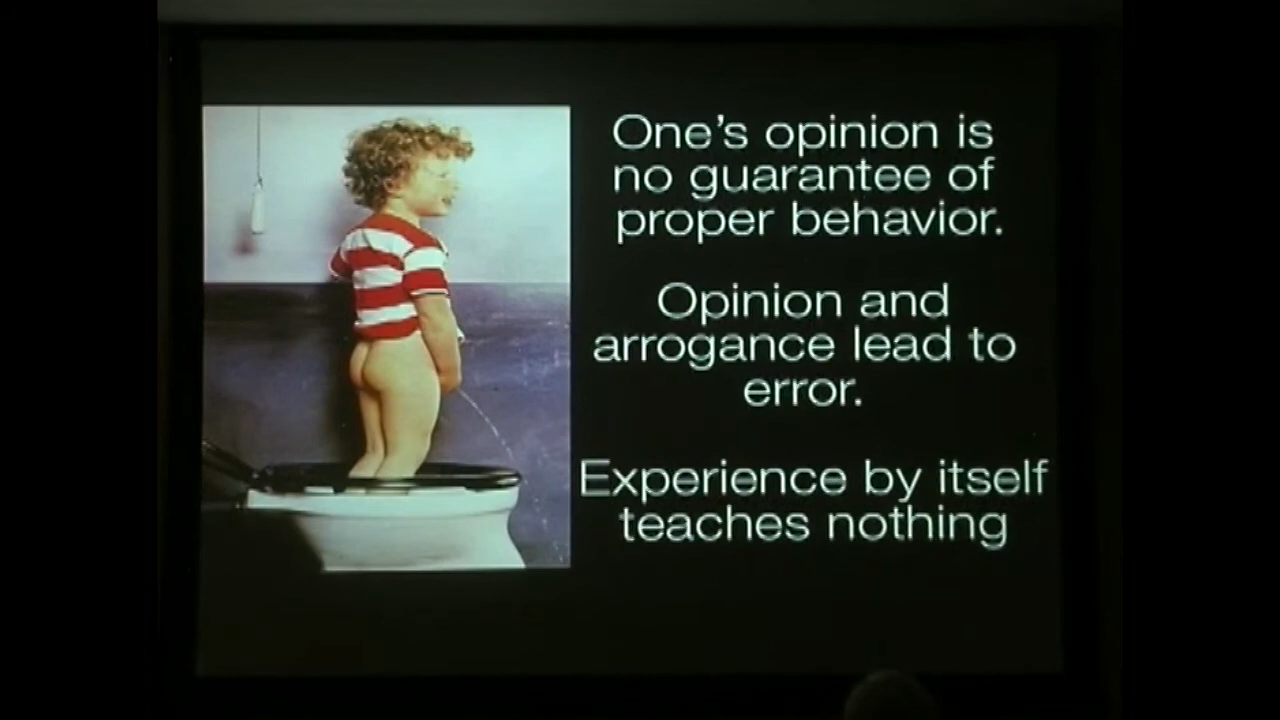 One's opinion is
no guarantee of
proper behavior.
Opinion and
arrogance lead to
error.
Experience by itself
teaches nothing